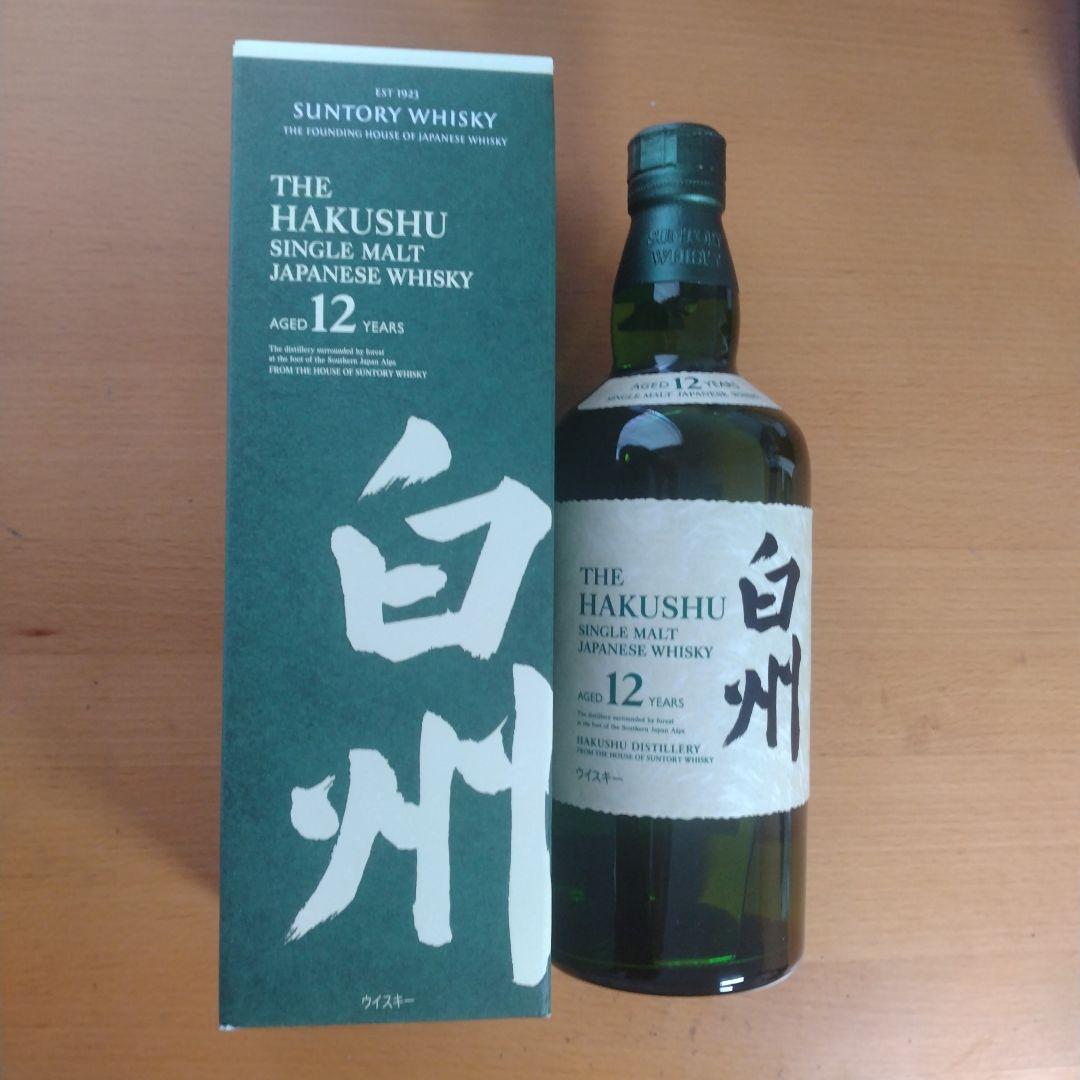 EST 1923
SUNTORY WHISKY
THE FOUNDING HOUSE OF JAPANESE WHISKY
THE
HAKUSHU
SINGLE MALT
JAPANESE WHISKY
AGED 12 YEARS
The distillery surrounded by forest
at the foot of the Southern Japan Alps
FROM THE HOUSE OF SUNTORY WHISKY
白州
ウイスキー
SUNTORY
WHISKY
AGED 12 YEARS
SINGLE MALT JAPANESE WHISKY
THE
HAKUSHU
SINGLE MALT
JAPANESE WHISKY
AGED 12 YEARS
The distillery surrounded by forest
at the foot of the Southern Japan Alps
HAKUSHU DISTILLERY
FROM THE HOUSE OF SUNTORY WHISKY
ウイスキー
白州